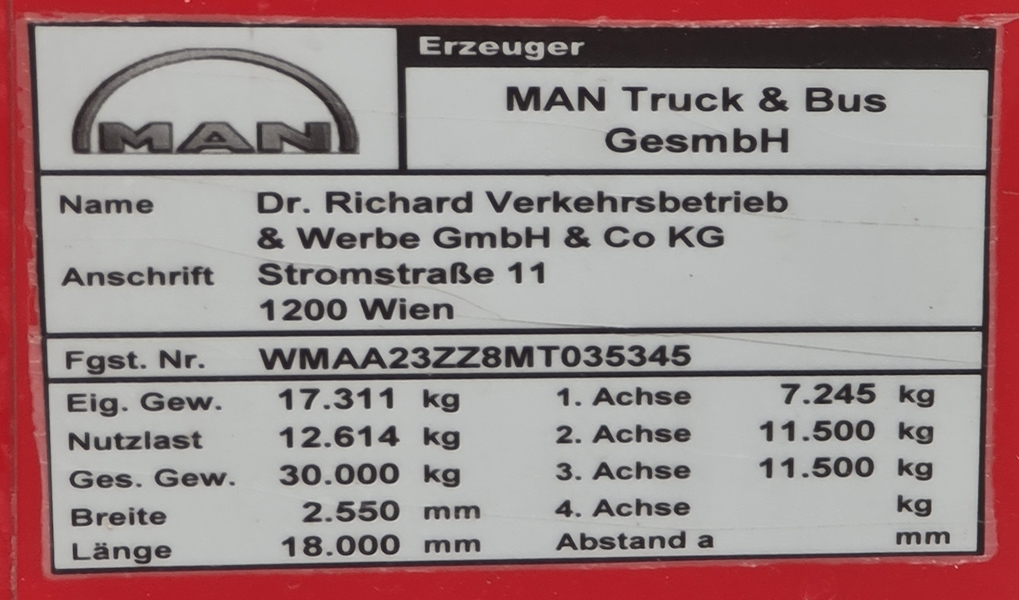 MAN
Erzeuger
MAN Truck & Bus
GesmbH
Name Dr. Richard Verkehrsbetrieb
& Werbe GmbH & Co KG
Anschrift Stromstraße 11
1200 Wien
Fgst. Nr. WMAA23ZZ8MT035345
Eig. Gew. 17.311 kg 1. Achse 7.245 kg
Nutzlast 12.614 kg 2. Achse 11.500 kg
Ges. Gew. 30.000 kg 3. Achse 11.500 kg
Breite 2.550 mm 4. Achse kg
Länge 18.000 mm Abstand a mm